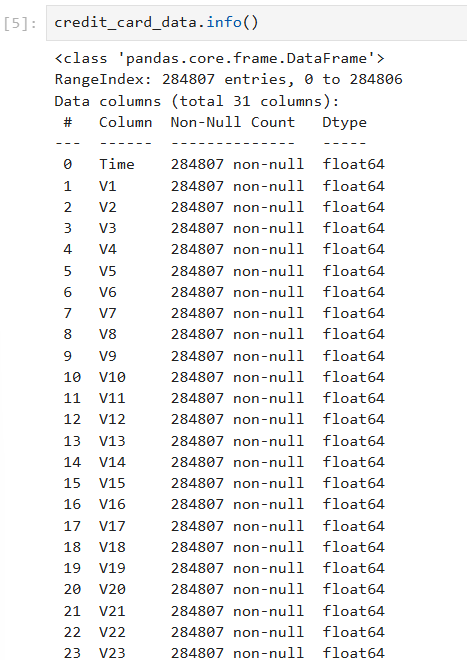 [5]: credit_card_data.info()
<class 'pandas.core.frame.DataFrame'>
RangeIndex: 284807 entries, 0 to 284806
Data columns (total 31 columns):
 #   Column  Non-Null Count   Dtype
---  ------  --------------   -----
 0   Time    284807 non-null  float64
 1   V1      284807 non-null  float64
 2   V2      284807 non-null  float64
 3   V3      284807 non-null  float64
 4   V4      284807 non-null  float64
 5   V5      284807 non-null  float64
 6   V6      284807 non-null  float64
 7   V7      284807 non-null  float64
 8   V8      284807 non-null  float64
 9   V9      284807 non-null  float64
 10  V10     284807 non-null  float64
 11  V11     284807 non-null  float64
 12  V12     284807 non-null  float64
 13  V13     284807 non-null  float64
 14  V14     284807 non-null  float64
 15  V15     284807 non-null  float64
 16  V16     284807 non-null  float64
 17  V17     284807 non-null  float64
 18  V18     284807 non-null  float64
 19  V19     284807 non-null  float64
 20  V20     284807 non-null  float64
 21  V21     284807 non-null  float64
 22  V22     284807 non-null  float64
 23  V23     284807 non-null  float64